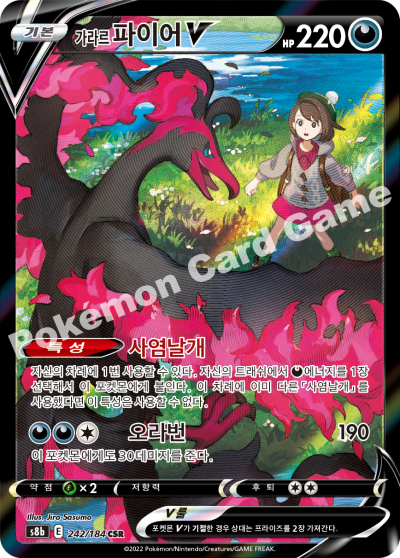 기본
가라르 파이어 V
HP 220
Pokémon Card Game
특성 사염날개
자신의 차례에 1번 사용할 수 있다. 자신의 트래쉬에서 에너지를 1장
선택해서 이 포켓몬에게 붙인다. 이 차례에 이미 다른 「사염날개」를
사용했다면 이 특성을 사용할 수 없다.
오라번 190
이 포켓몬에게도 30데미지를 준다.
약점 ×2 저항력 후퇴
V룰
포켓몬 V가 기절한 경우 상대는 프라이즈를 2장 가져간다.
Illus. Jiro Sasumo
s8b E 242/184 CSR
©2022 Pokémon/Nintendo/Creatures/GAME FREAK.